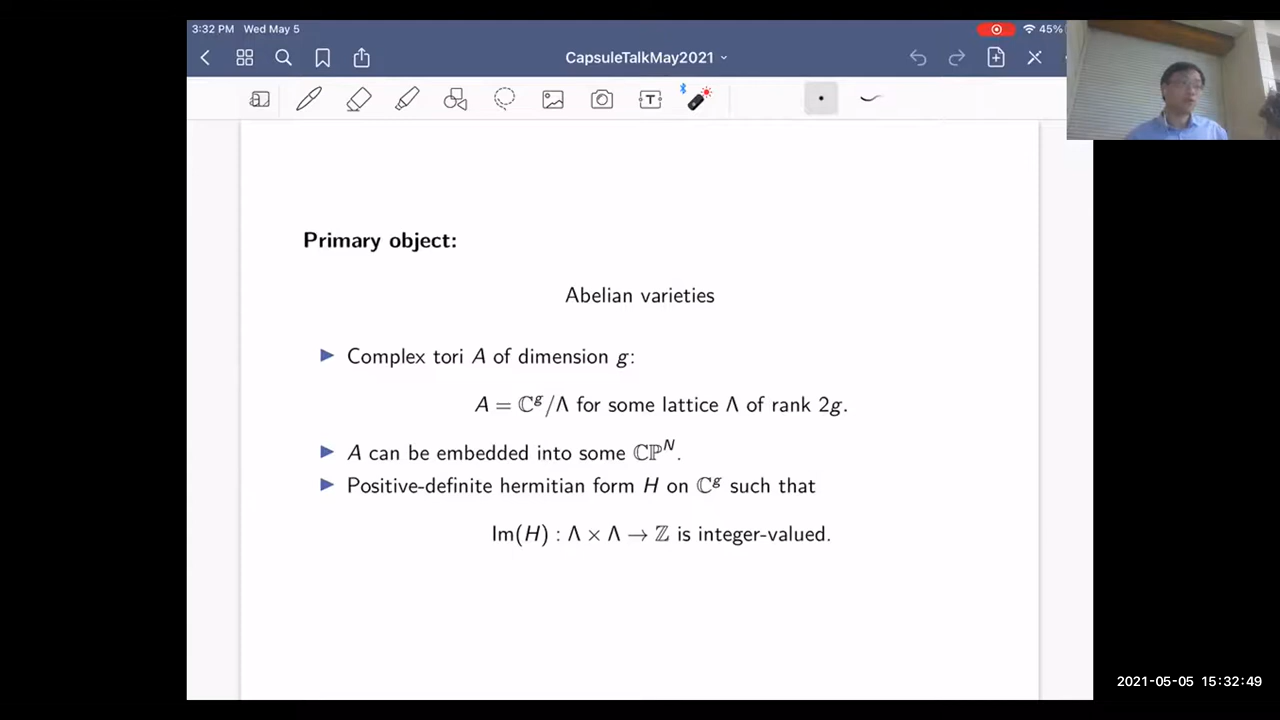 3:32 PM Wed May 5
45%
CapsuleTalkMay2021
T
Primary object:
Abelian varieties
▶ Complex tori A of dimension g:
A = ℂ^g/Λ for some lattice Λ of rank 2g.
▶ A can be embedded into some ℂℙ^N.
▶ Positive-definite hermitian form H on ℂ^g such that
Im(H) : Λ × Λ → ℤ is integer-valued.
2021-05-05 15:32:49